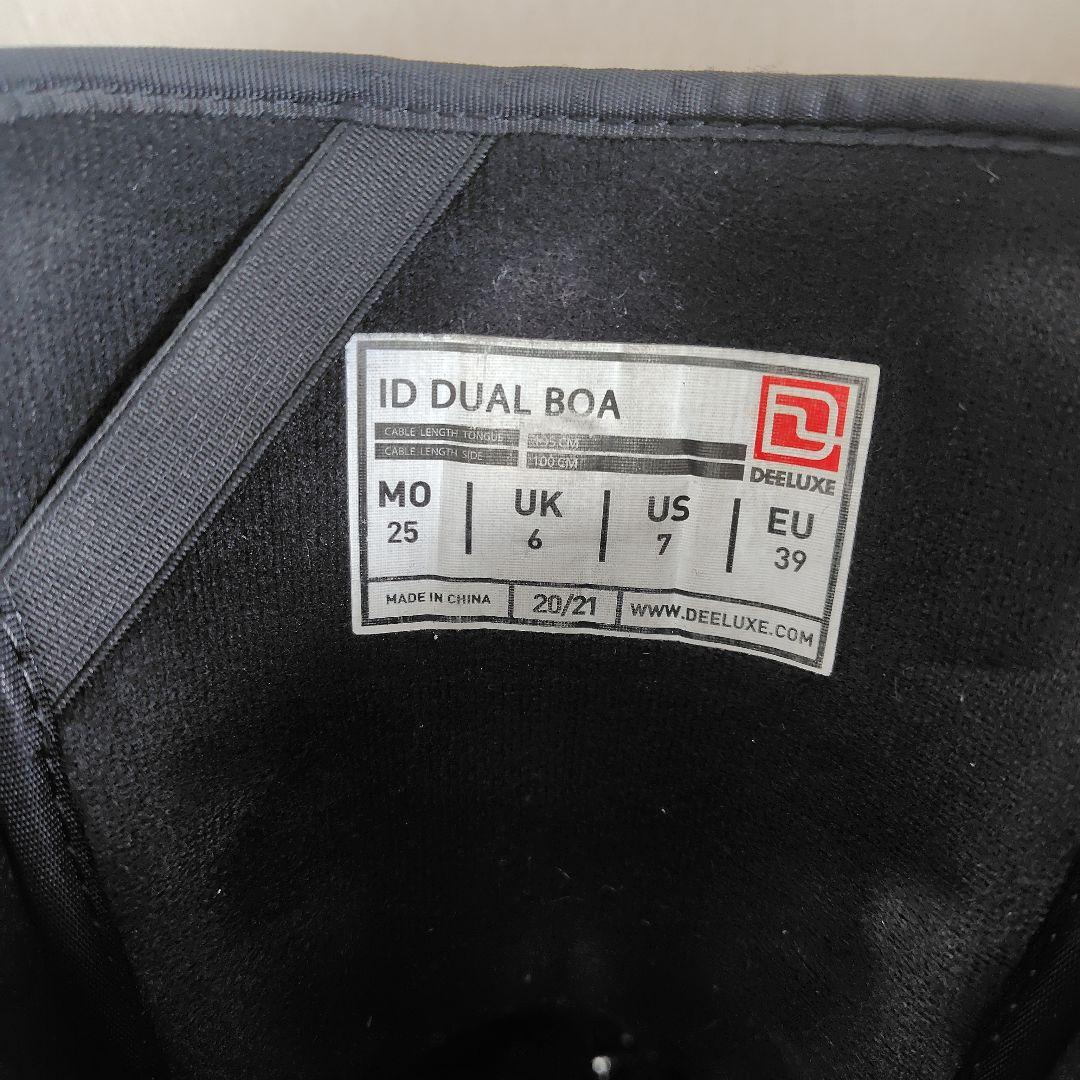 ID DUAL BOA
CABLE LENGTH TONGUE
CABLE LENGTH SIDE 100 CM
DEELUXE
MO UK US EU
25 6 7 39
MADE IN CHINA 20/21 WWW.DEELUXE.COM